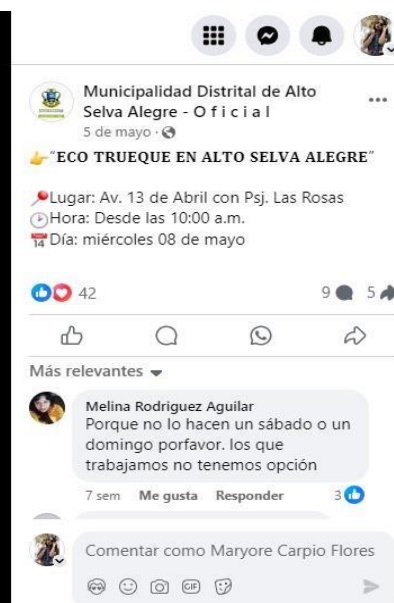 Municipalidad Distrital de Alto
Selva Alegre - O f i c i a l
5 de mayo ·
"ECO TRUEQUE EN ALTO SELVA ALEGRE"
Lugar: Av. 13 de Abril con Psj. Las Rosas
Hora: Desde las 10:00 a.m.
Día: miércoles 08 de mayo
42
9
5
Más relevantes
Melina Rodriguez Aguilar
Porque no lo hacen un sábado o un
domingo porfavor. los que
trabajamos no tenemos opción
7 sem Me gusta Responder 3
Comentar como Maryore Carpio Flores
GIF